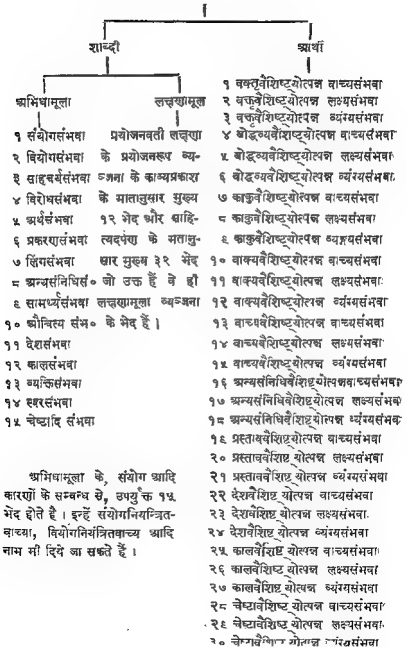 शाब्दी
आर्थी
अभिधामूला
लक्षणामूल
१ संयोगसंभवा
२ वियोगसंभवा
३ साहचर्यसंभवा
४ विरोधसंभवा
५ अर्थसंभवा
६ प्रकरणसंभवा
७ लिंगसंभवा
८ अन्यसंनिधिसं०
९ सामर्थ्यसंभवा
१० औचित्य संभ०
११ देशसंभवा
१२ कालसंभवा
१३ व्यक्तिसंभवा
१४ स्वरसंभवा
१५ चेष्टादि संभवा
प्रयोजनवती लक्षणा
के प्रयोजनरूप व्य-
ञ्जना के काव्यप्रकाश
के मतानुसार मुख्य
१२ भेद और साहि-
त्यदर्पण के मतानु-
सार मुख्य ३२ भेद
जो उक्त हैं वे ही
लक्षणामूला व्यञ्जना
के भेद हैं ।
अभिधामूला के, संयोग आदि
कारणों के सम्बन्ध से, उपर्युक्त १५
भेद होते हैं । इन्हें संयोगनियन्त्रित-
वाच्या, वियोगनियंत्रितवाच्या आदि
नाम भी दिये जा सकते हैं ।
१ वक्तृवैशिष्ट्योत्पन्न वाच्यसंभवा
२ वक्तृवैशिष्ट्योत्पन्न लक्ष्यसंभवा
३ वक्तृवैशिष्ट्योत्पन्न व्यंग्यसंभवा
४ बोद्धव्यवैशिष्ट्योत्पन्न वाच्यसंभवा
५ बोद्धव्यवैशिष्ट्योत्पन्न लक्ष्यसंभवा
६ बोद्धव्यवैशिष्ट्योत्पन्न व्यंग्यसंभवा
७ काकुवैशिष्ट्योत्पन्न वाच्यसंभवा
८ काकुवैशिष्ट्योत्पन्न लक्ष्यसंभवा
९ काकुवैशिष्ट्योत्पन्न व्यङ्ग्यसंभवा
१० वाक्यवैशिष्ट्योत्पन्न वाच्यसंभवा
११ वाक्यवैशिष्ट्योत्पन्न लक्ष्यसंभवा
१२ वाक्यवैशिष्ट्योत्पन्न व्यंग्यसंभवा
१३ वाच्यवैशिष्ट्योत्पन्न वाच्यसंभवा
१४ वाच्यवैशिष्ट्योत्पन्न लक्ष्यसंभवा
१५ वाच्यवैशिष्ट्योत्पन्न व्यंग्यसंभवा
१६ अन्यसंनिधिवैशिष्ट्योत्पन्नवाच्यसंभवा
१७ अन्यसंनिधिवैशिष्ट्योत्पन्न लक्ष्यसंभवा
१८ अन्यसंनिधिवैशिष्ट्योत्पन्न व्यंग्यसंभवा
१९ प्रस्ताववैशिष्ट्योत्पन्न वाच्यसंभवा
२० प्रस्ताववैशिष्ट्योत्पन्न लक्ष्यसंभवा
२१ प्रस्ताववैशिष्ट्योत्पन्न व्यंग्यसंभवा
२२ देशवैशिष्ट्योत्पन्न वाच्यसंभवा
२३ देशवैशिष्ट्योत्पन्न लक्ष्यसंभवा
२४ देशवैशिष्ट्योत्पन्न व्यंग्यसंभवा
२५ कालवैशिष्ट्योत्पन्न वाच्यसंभवा
२६ कालवैशिष्ट्योत्पन्न लक्ष्यसंभवा
२७ कालवैशिष्ट्योत्पन्न व्यंग्यसंभवा
२८ चेष्टावैशिष्ट्योत्पन्न वाच्यसंभवा
२९ चेष्टावैशिष्ट्योत्पन्न लक्ष्यसंभवा
३० चेष्टावैशिष्ट्योत्पन्न व्यंग्यसंभवा